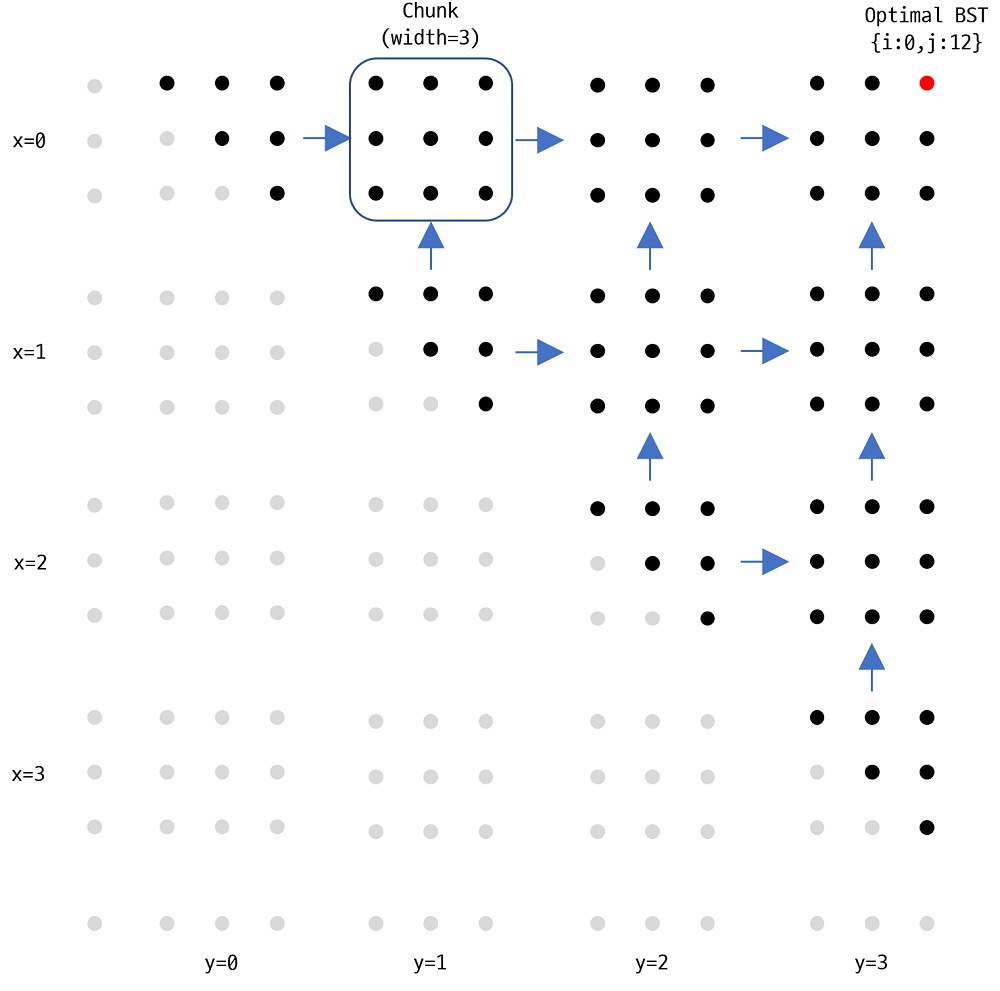 Chunk
(width=3)
Optimal BST
{i:0,j:12}
x=0
x=1
x=2
x=3
y=0
y=1
y=2
y=3